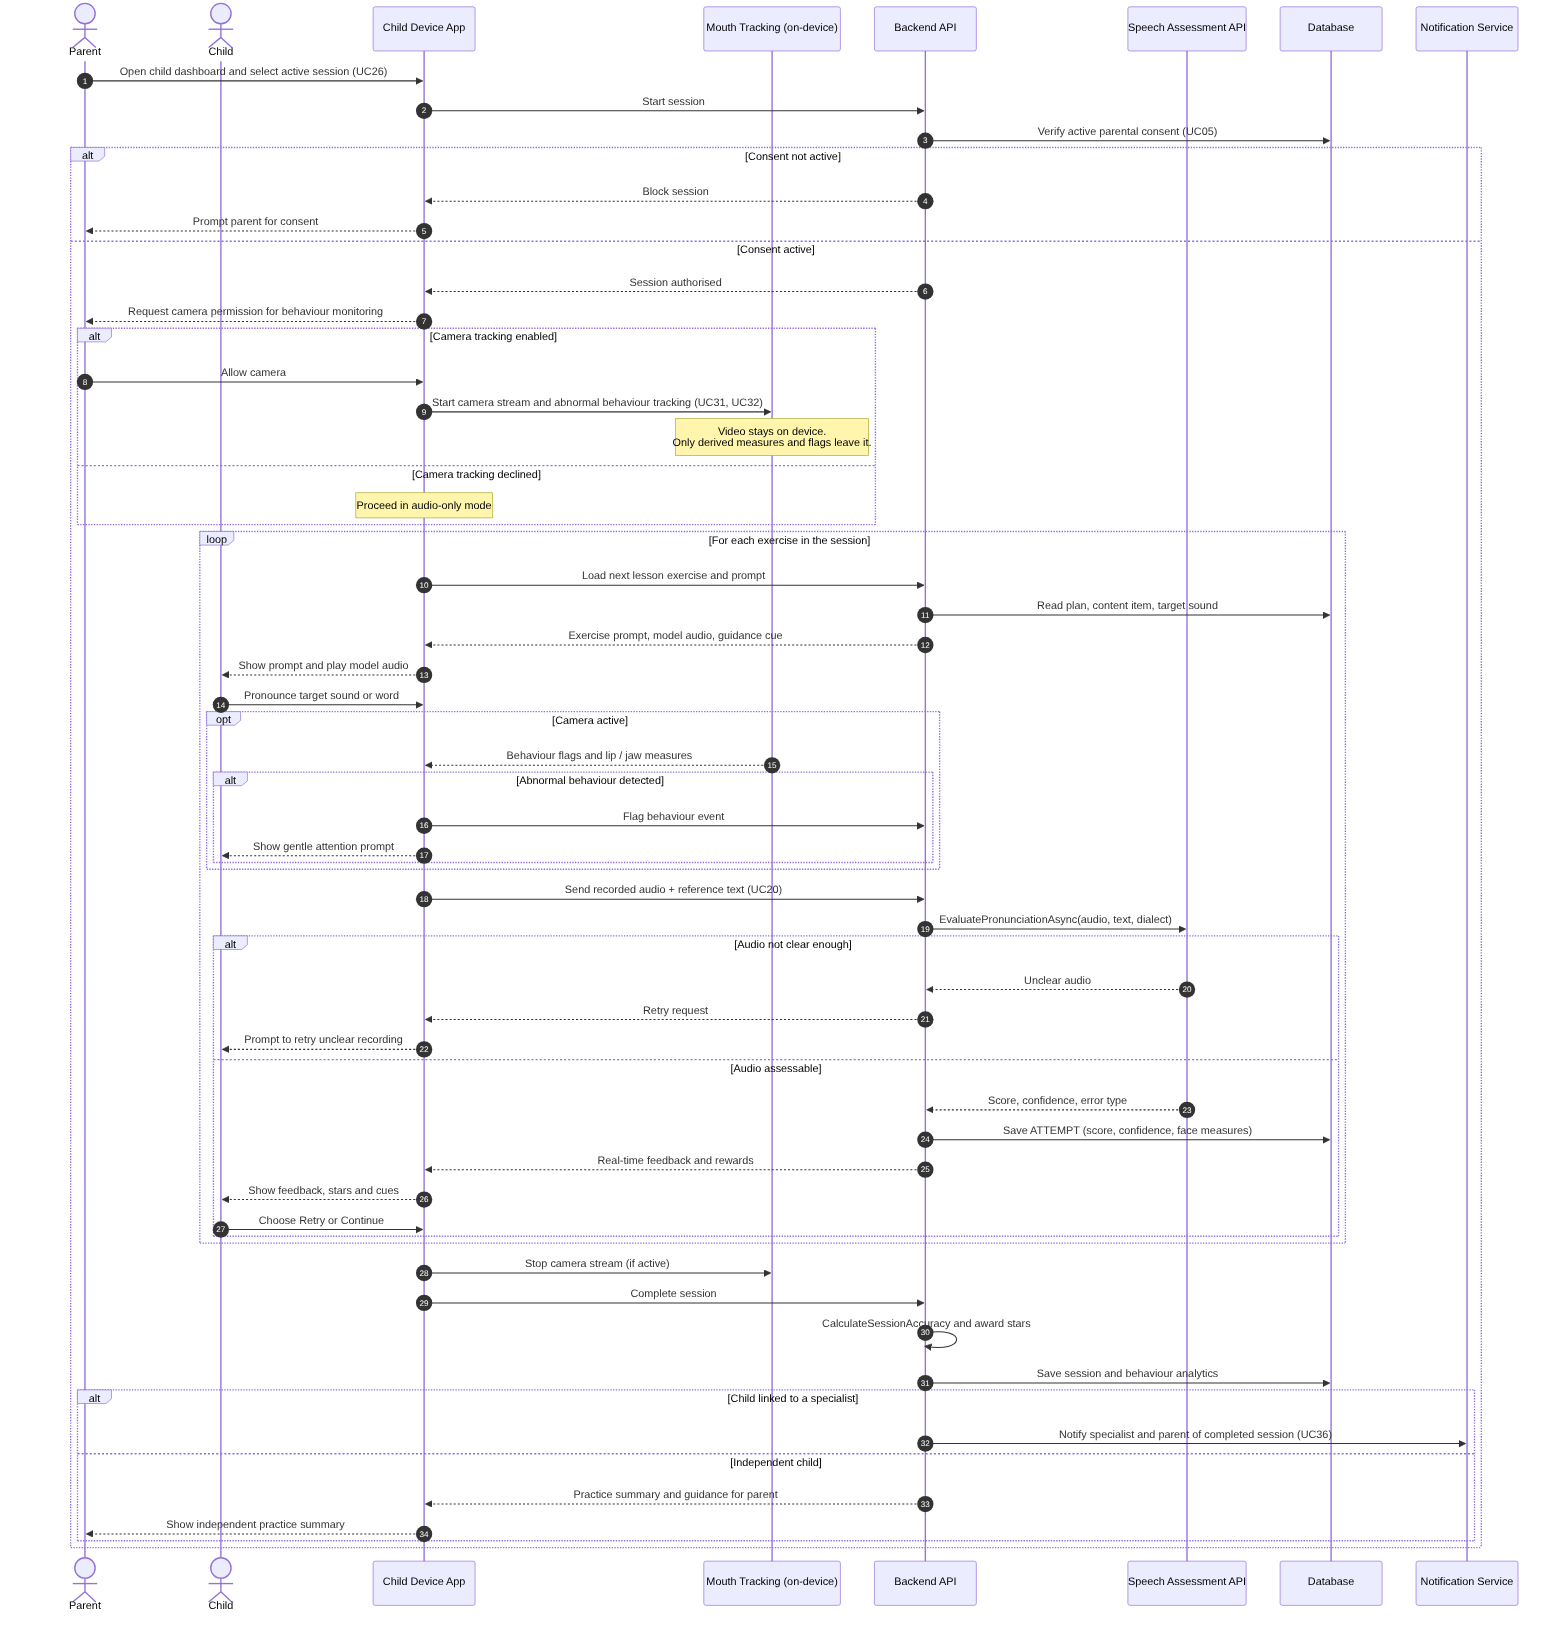 Parent
Child
Child Device App
Mouth Tracking (on-device)
Backend API
Speech Assessment API
Database
Notification Service
1 Open child dashboard and select active session (UC26)
2 Start session
3 Verify active parental consent (UC05)
alt [Consent not active]
4 Block session
5 Prompt parent for consent
[Consent active]
6 Session authorised
7 Request camera permission for behaviour monitoring
alt [Camera tracking enabled]
8 Allow camera
9 Start camera stream and abnormal behaviour tracking (UC31, UC32)
Video stays on device.
Only derived measures and flags leave it.
[Camera tracking declined]
Proceed in audio-only mode
loop [For each exercise in the session]
10 Load next lesson exercise and prompt
11 Read plan, content item, target sound
12 Exercise prompt, model audio, guidance cue
13 Show prompt and play model audio
14 Pronounce target sound or word
opt [Camera active]
15 Behaviour flags and lip / jaw measures
alt [Abnormal behaviour detected]
16 Flag behaviour event
17 Show gentle attention prompt
18 Send recorded audio + reference text (UC20)
19 EvaluatePronunciationAsync(audio, text, dialect)
alt [Audio not clear enough]
20 Unclear audio
21 Retry request
22 Prompt to retry unclear recording
[Audio assessable]
23 Score, confidence, error type
24 Save ATTEMPT (score, confidence, face measures)
25 Real-time feedback and rewards
26 Show feedback, stars and cues
27 Choose Retry or Continue
28 Stop camera stream (if active)
29 Complete session
30 CalculateSessionAccuracy and award stars
31 Save session and behaviour analytics
alt [Child linked to a specialist]
32 Notify specialist and parent of completed session (UC36)
[Independent child]
33 Practice summary and guidance for parent
34 Show independent practice summary
Parent
Child
Child Device App
Mouth Tracking (on-device)
Backend API
Speech Assessment API
Database
Notification Service